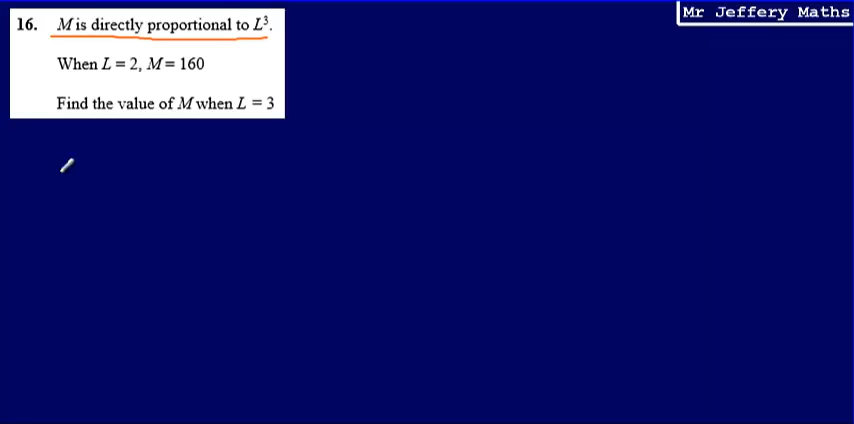 Mr Jeffery Maths
16. M is directly proportional to L³.
When L = 2, M = 160
Find the value of M when L = 3